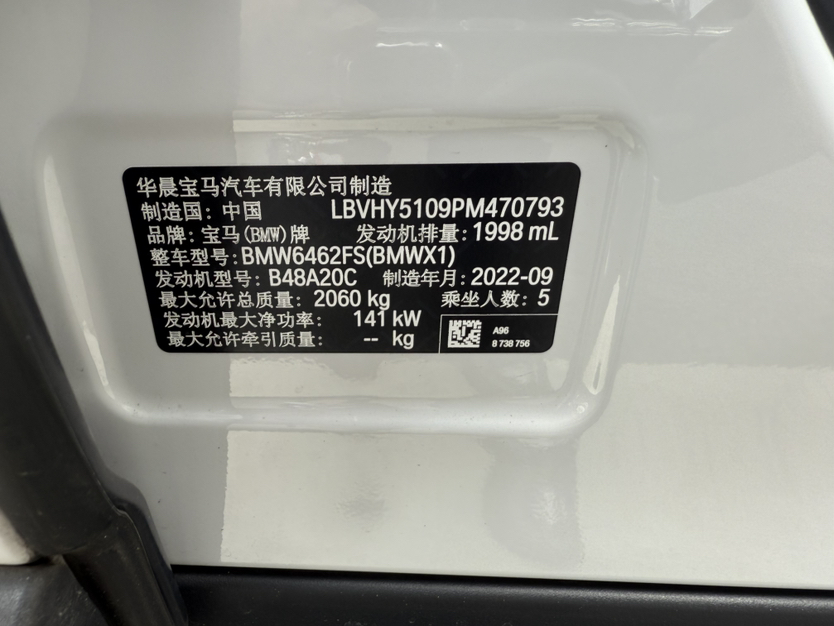 华晨宝马汽车有限公司制造
制造国：中国 LBVHY5109PM470793
品牌：宝马(BMW)牌 发动机排量：1998 mL
整车型号：BMW6462FS(BMWX1)
发动机型号：B48A20C 制造年月：2022-09
最大允许总质量：2060 kg 乘坐人数：5
发动机最大净功率：141 kW
最大允许牵引质量：-- kg
A96
8 738 756